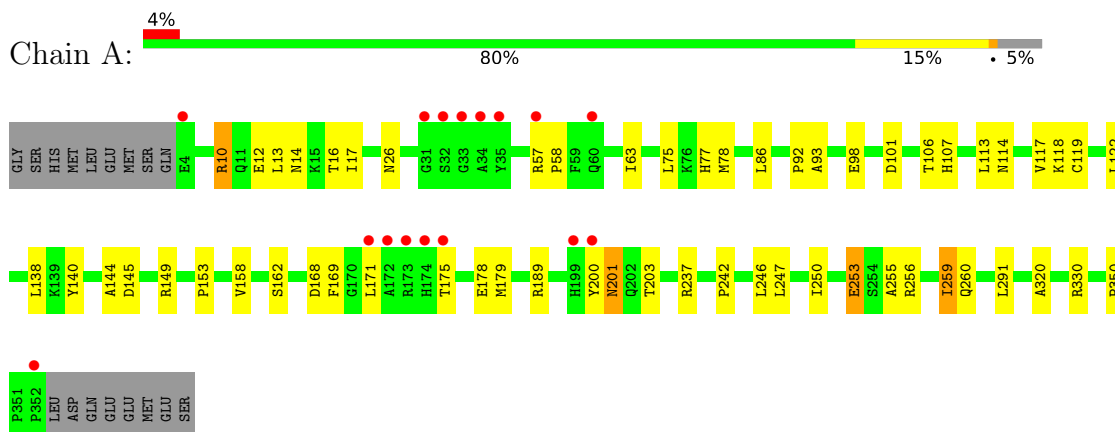 4%
Chain A:
80% 15% • 5%
GLY SER HIS MET LEU GLU MET SER GLN E4 R10 Q11 E12 L13 N14 K15 T16 I17 N26 G31 S32 G33 A34 Y35 R57 P58 F59 Q60 I63 L75 K76 H77 M78 L86 P92 A93 E98 D101 T106 H107 L113 N114 V117 K118 C119
L138 K139 Y140 A144 D145 R149 P153 V158 S162 D168 F169 G170 L171 A172 R173 H174 T175 E178 M179 R189 H199 Y200 N201 Q202 T203 R237 P242 L246 L247 I250 E253 S254 A255 R256 I259 Q260 L291 A320 R330
P351 P352 LEU ASP GLN GLU GLU MET GLU SER